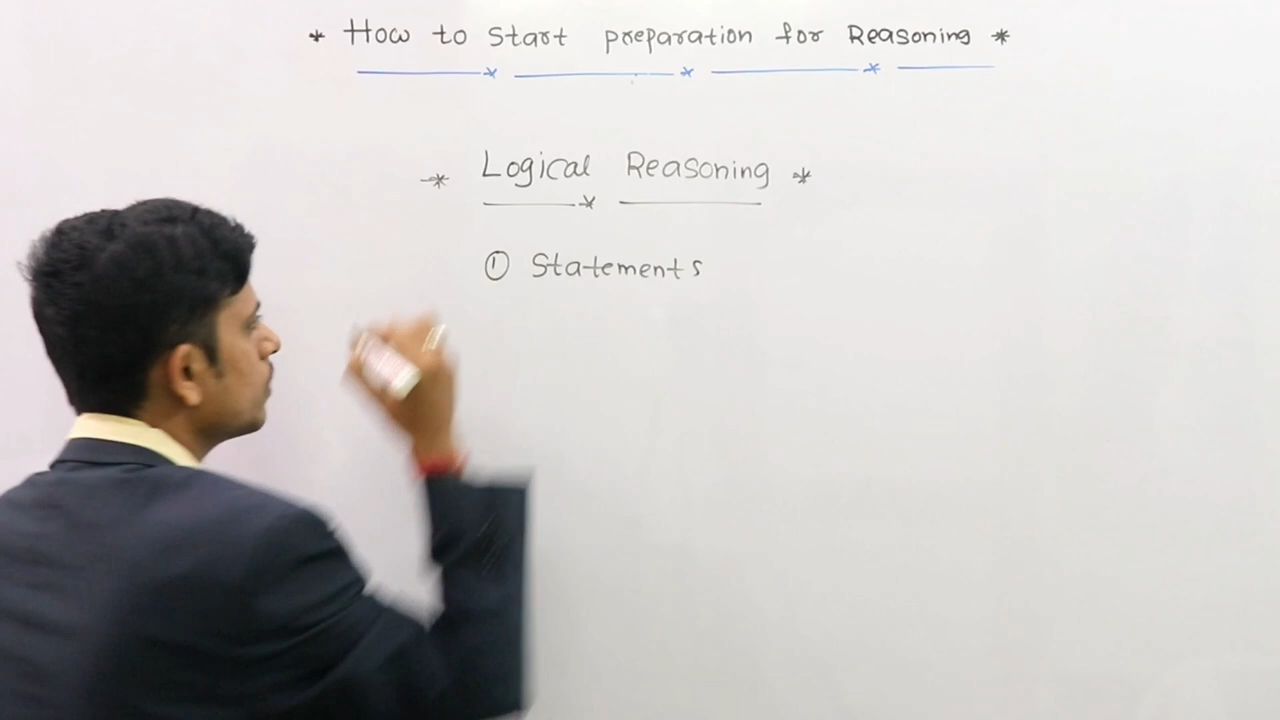 * How to Start preparation for Reasoning *
* Logical Reasoning *
① Statements